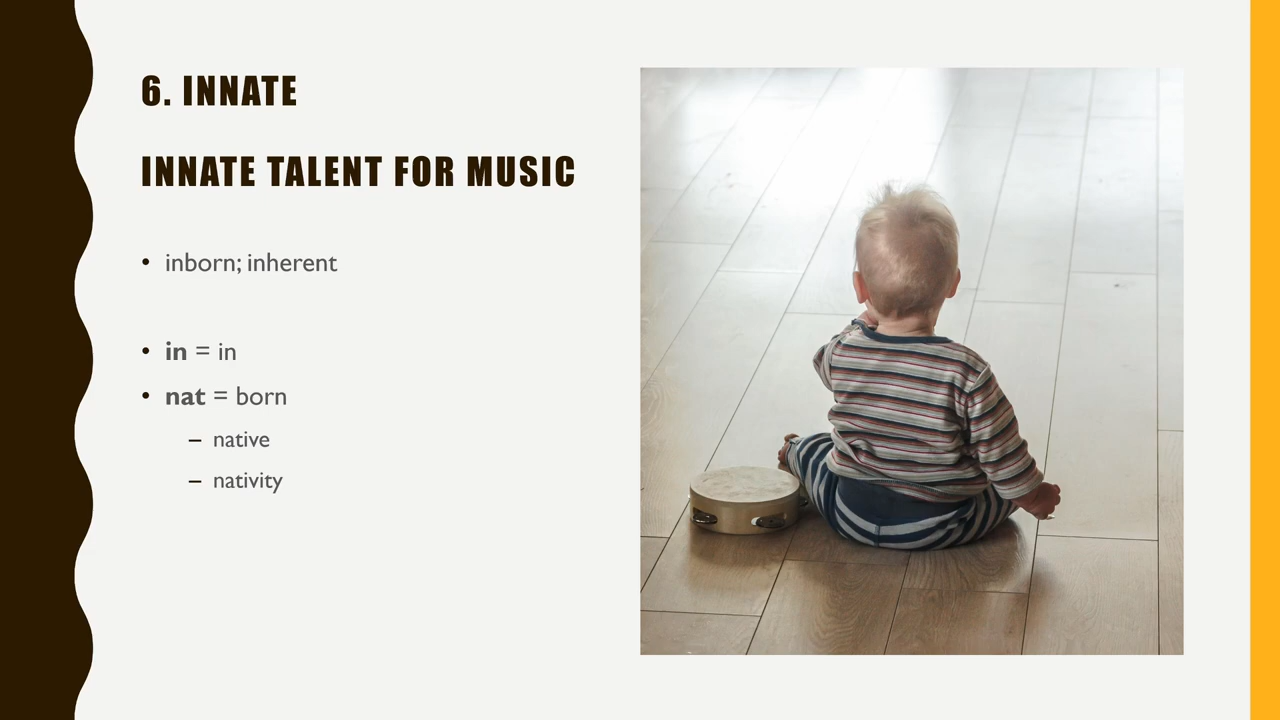 6. INNATE
INNATE TALENT FOR MUSIC
• inborn; inherent
• in = in
• nat = born
– native
– nativity